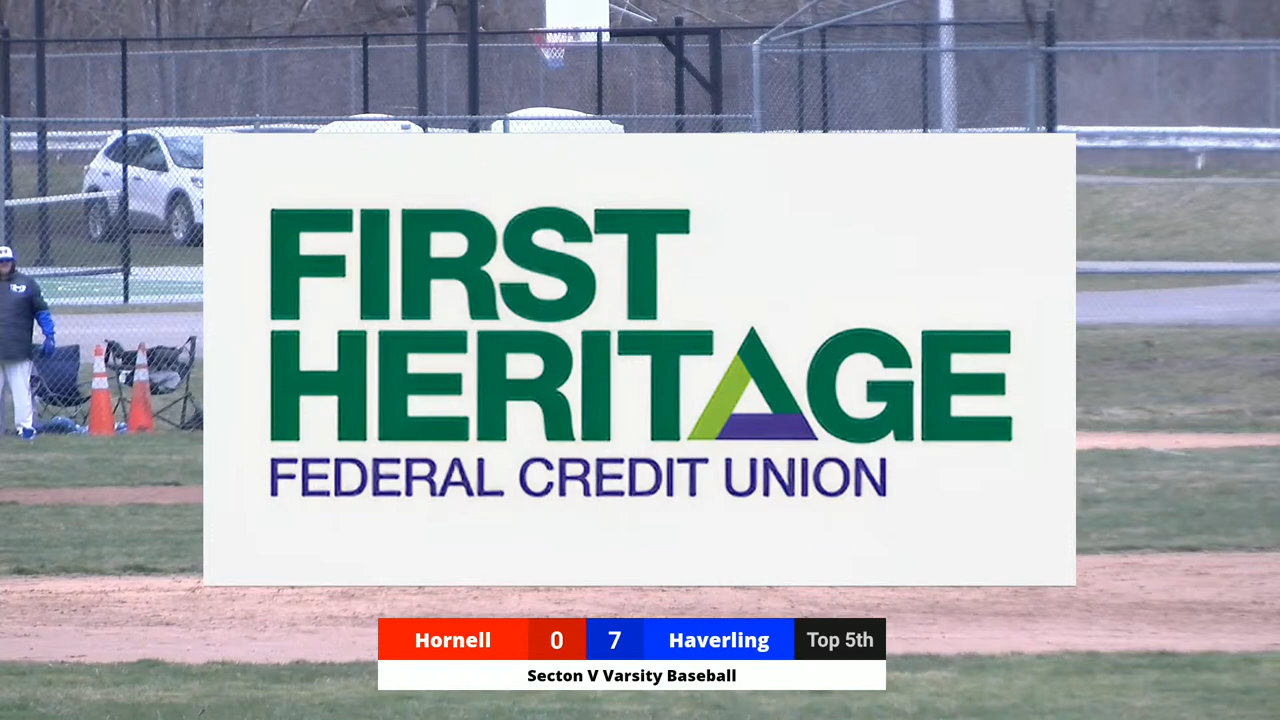 FIRST
HERITAGE
FEDERAL CREDIT UNION
Hornell 0 7 Haverling Top 5th
Secton V Varsity Baseball